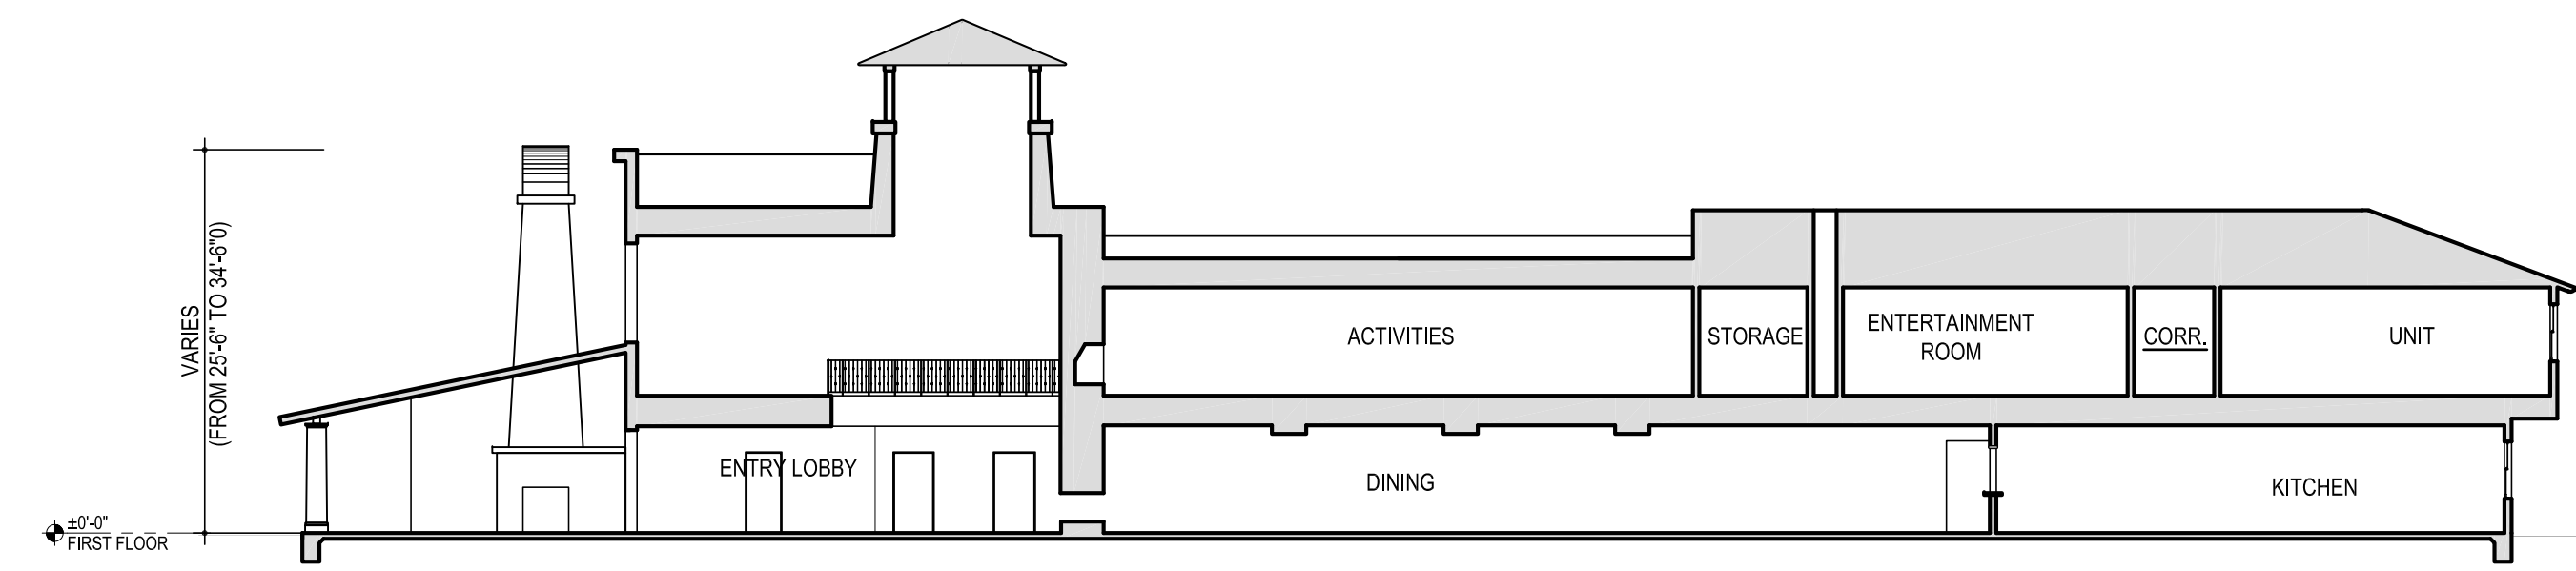 VARIES
(FROM 25'-6" TO 34'-6"0)
ACTIVITIES
STORAGE
ENTERTAINMENT
ROOM
CORR.
UNIT
ENTRY LOBBY
DINING
KITCHEN
±0'-0"
FIRST FLOOR